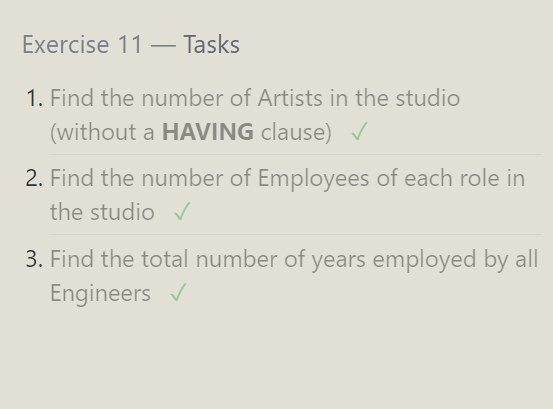 Exercise 11 — Tasks
1. Find the number of Artists in the studio
(without a HAVING clause) ✓
2. Find the number of Employees of each role in
the studio ✓
3. Find the total number of years employed by all
Engineers ✓